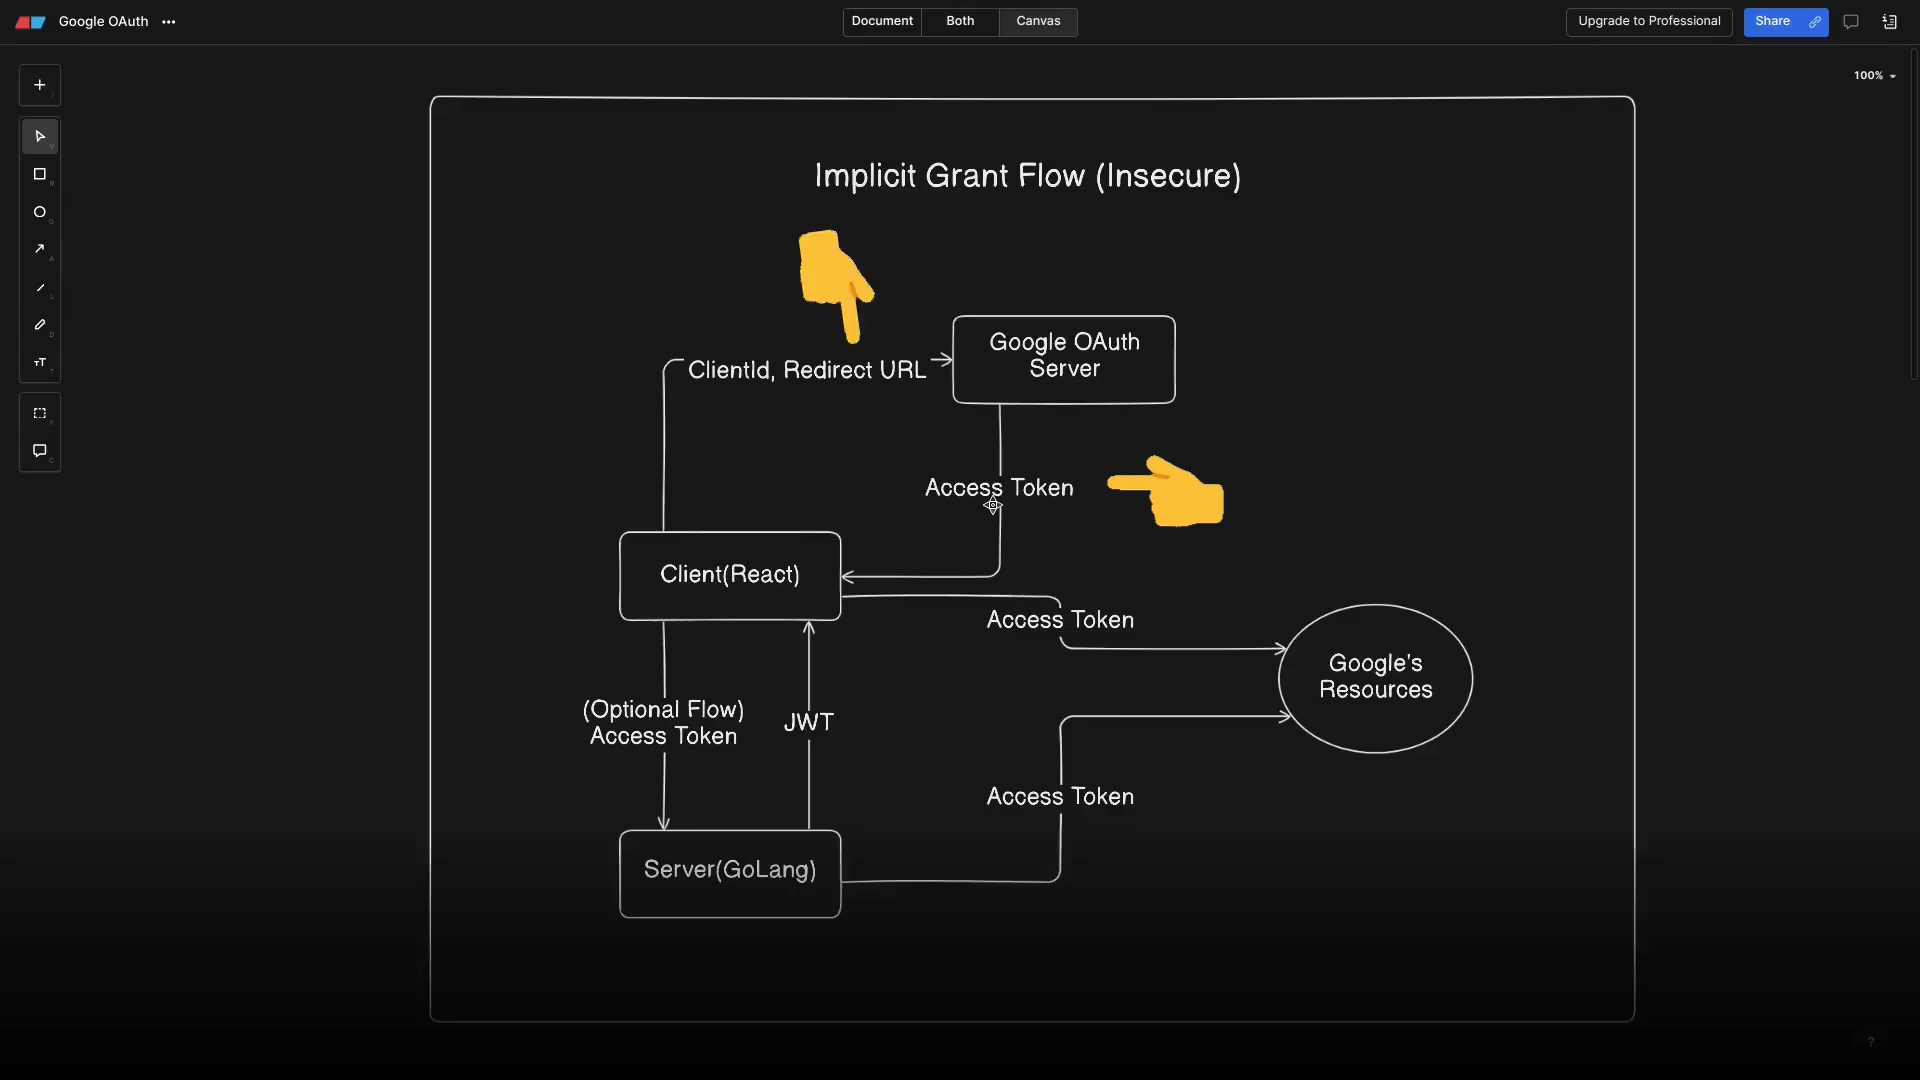 Google OAuth
Document
Both
Canvas
Upgrade to Professional
Share
100%
Implicit Grant Flow (Insecure)
ClientId, Redirect URL
Google OAuth
Server
Access Token
Client(React)
Access Token
Google's
Resources
(Optional Flow)
Access Token
JWT
Access Token
Server(GoLang)
?